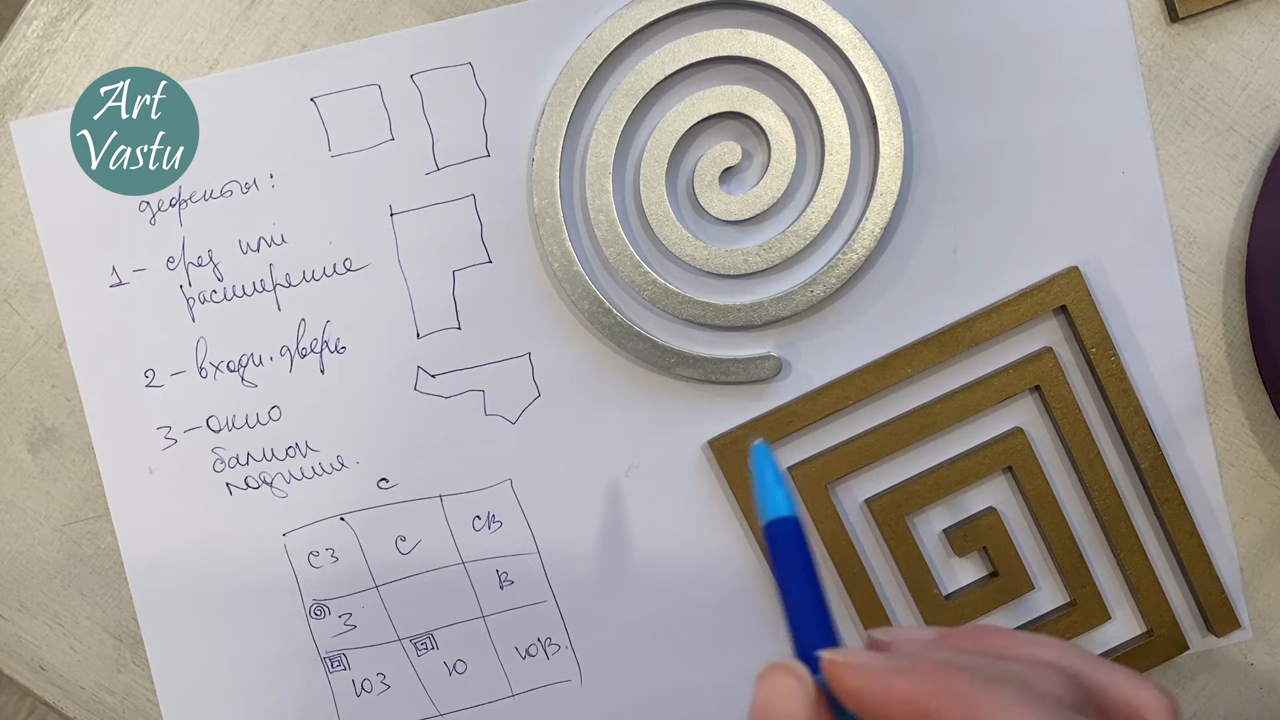 Art
Vastu
дефекты:
1 - срез или
расширение
2 - входн. дверь
3 - окно
балкон
лоджия.
С
СЗ С СВ
З В
ЮЗ Ю ЮВ.